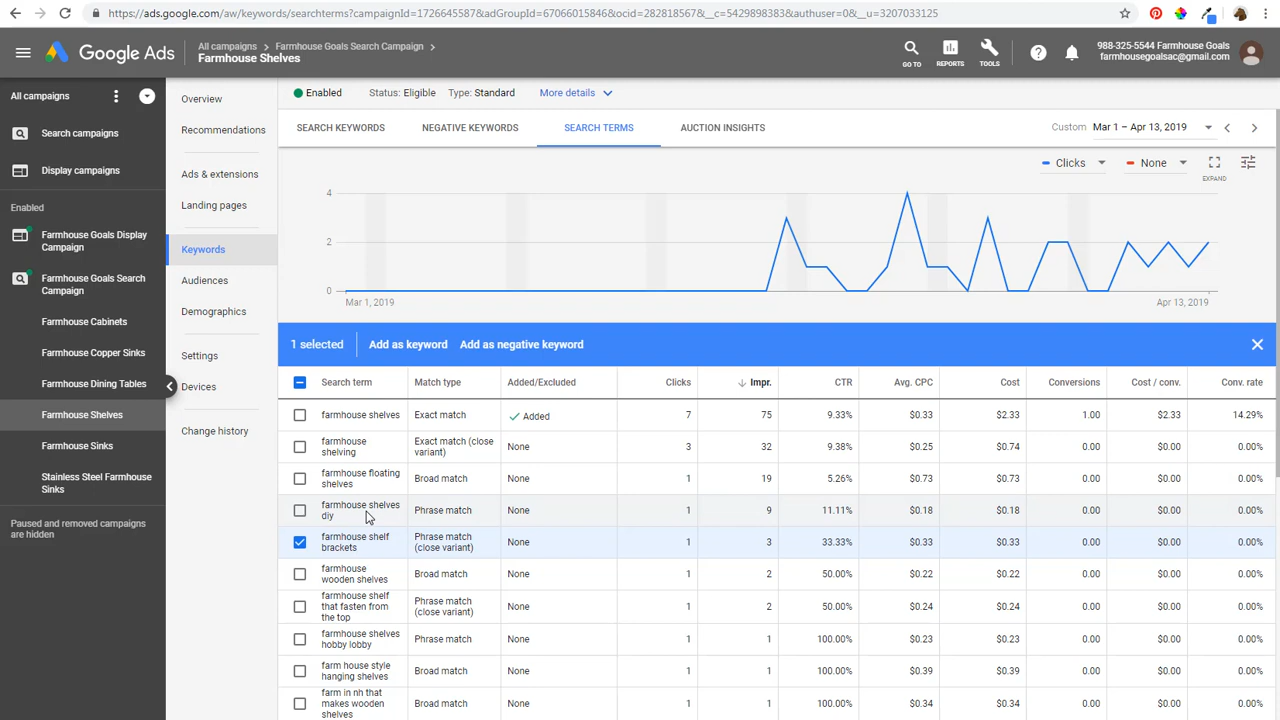 https://ads.google.com/aw/keywords/searchterms?campaignId=1726645587&adGroupId=67066015846&ocid=282818567&__c=5429898383&authuser=0&__u=3207033125
Google Ads
All campaigns > Farmhouse Goals Search Campaign >
Farmhouse Shelves
GO TO
REPORTS
TOOLS
988-325-5544 Farmhouse Goals
farmhousegoalsac@gmail.com
All campaigns
Search campaigns
Display campaigns
Enabled
Farmhouse Goals Display
Campaign
Farmhouse Goals Search
Campaign
Farmhouse Cabinets
Farmhouse Copper Sinks
Farmhouse Dining Tables
Farmhouse Shelves
Farmhouse Sinks
Stainless Steel Farmhouse
Sinks
Paused and removed campaigns
are hidden
Overview
Recommendations
Ads & extensions
Landing pages
Keywords
Audiences
Demographics
Settings
Devices
Change history
Enabled Status: Eligible Type: Standard More details
SEARCH KEYWORDS NEGATIVE KEYWORDS SEARCH TERMS AUCTION INSIGHTS Custom Mar 1 – Apr 13, 2019
Clicks None EXPAND
4
2
0
Mar 1, 2019 Apr 13, 2019
1 selected Add as keyword Add as negative keyword
Search term Match type Added/Excluded Clicks Impr. CTR Avg. CPC Cost Conversions Cost / conv. Conv. rate
farmhouse shelves Exact match Added 7 75 9.33% $0.33 $2.33 1.00 $2.33 14.29%
farmhouse
shelving
Exact match (close
variant)
None 3 32 9.38% $0.25 $0.74 0.00 $0.00 0.00%
farmhouse floating
shelves
Broad match None 1 19 5.26% $0.73 $0.73 0.00 $0.00 0.00%
farmhouse shelves
diy
Phrase match None 1 9 11.11% $0.18 $0.18 0.00 $0.00 0.00%
farmhouse shelf
brackets
Phrase match
(close variant)
None 1 3 33.33% $0.33 $0.33 0.00 $0.00 0.00%
farmhouse
wooden shelves
Broad match None 1 2 50.00% $0.22 $0.22 0.00 $0.00 0.00%
farmhouse shelf
that fasten from
the top
Phrase match
(close variant)
None 1 2 50.00% $0.24 $0.24 0.00 $0.00 0.00%
farmhouse shelves
hobby lobby
Phrase match None 1 1 100.00% $0.23 $0.23 0.00 $0.00 0.00%
farm house style
hanging shelves
Broad match None 1 1 100.00% $0.39 $0.39 0.00 $0.00 0.00%
farm in nh that
makes wooden
shelves
Broad match None 1 1 100.00% $0.34 $0.34 0.00 $0.00 0.00%